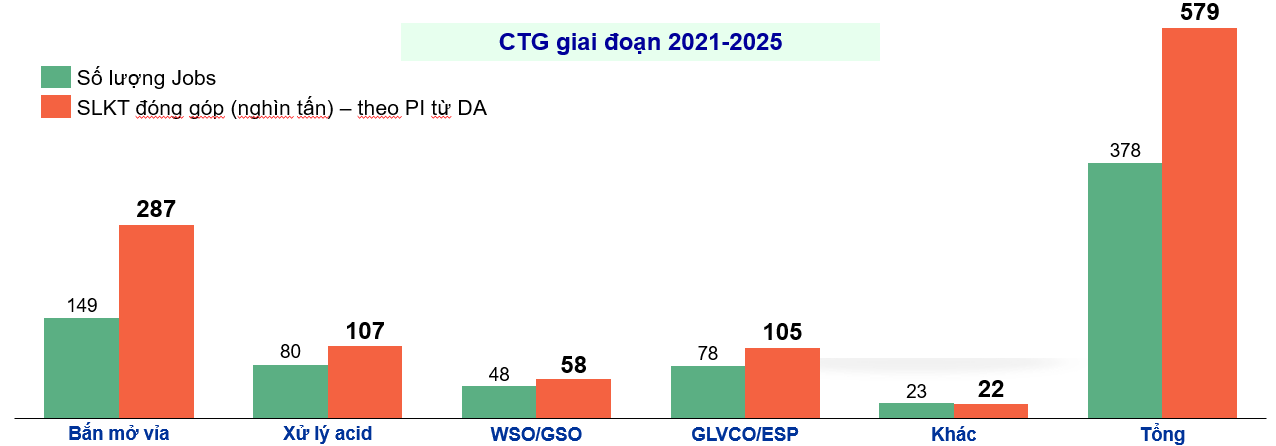 579
CTG giai đoạn 2021-2025
Số lượng Jobs
SLKT đóng góp (nghìn tấn) – theo PI từ DA
378
287
149
107
80
58
48
105
78
23
22
Bắn mở vỉa
Xử lý acid
WSO/GSO
GLVCO/ESP
Khác
Tổng